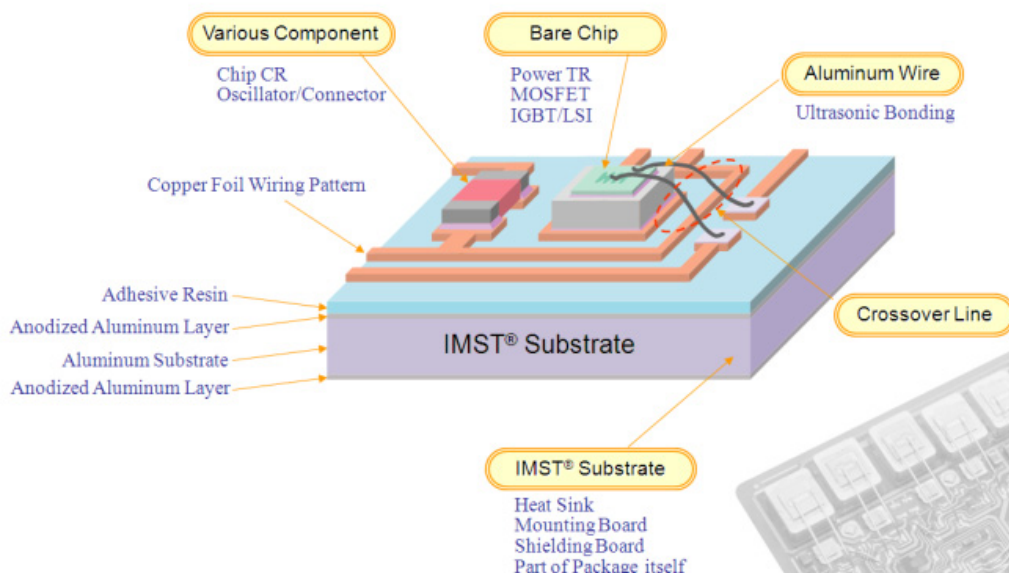 Various Component
Chip CR
Oscillator/Connector
Bare Chip
Power TR
MOSFET
IGBT/LSI
Aluminum Wire
Ultrasonic Bonding
Copper Foil Wiring Pattern
Adhesive Resin
Anodized Aluminum Layer
Aluminum Substrate
Anodized Aluminum Layer
IMST® Substrate
Crossover Line
IMST® Substrate
Heat Sink
Mounting Board
Shielding Board
Part of Package itself